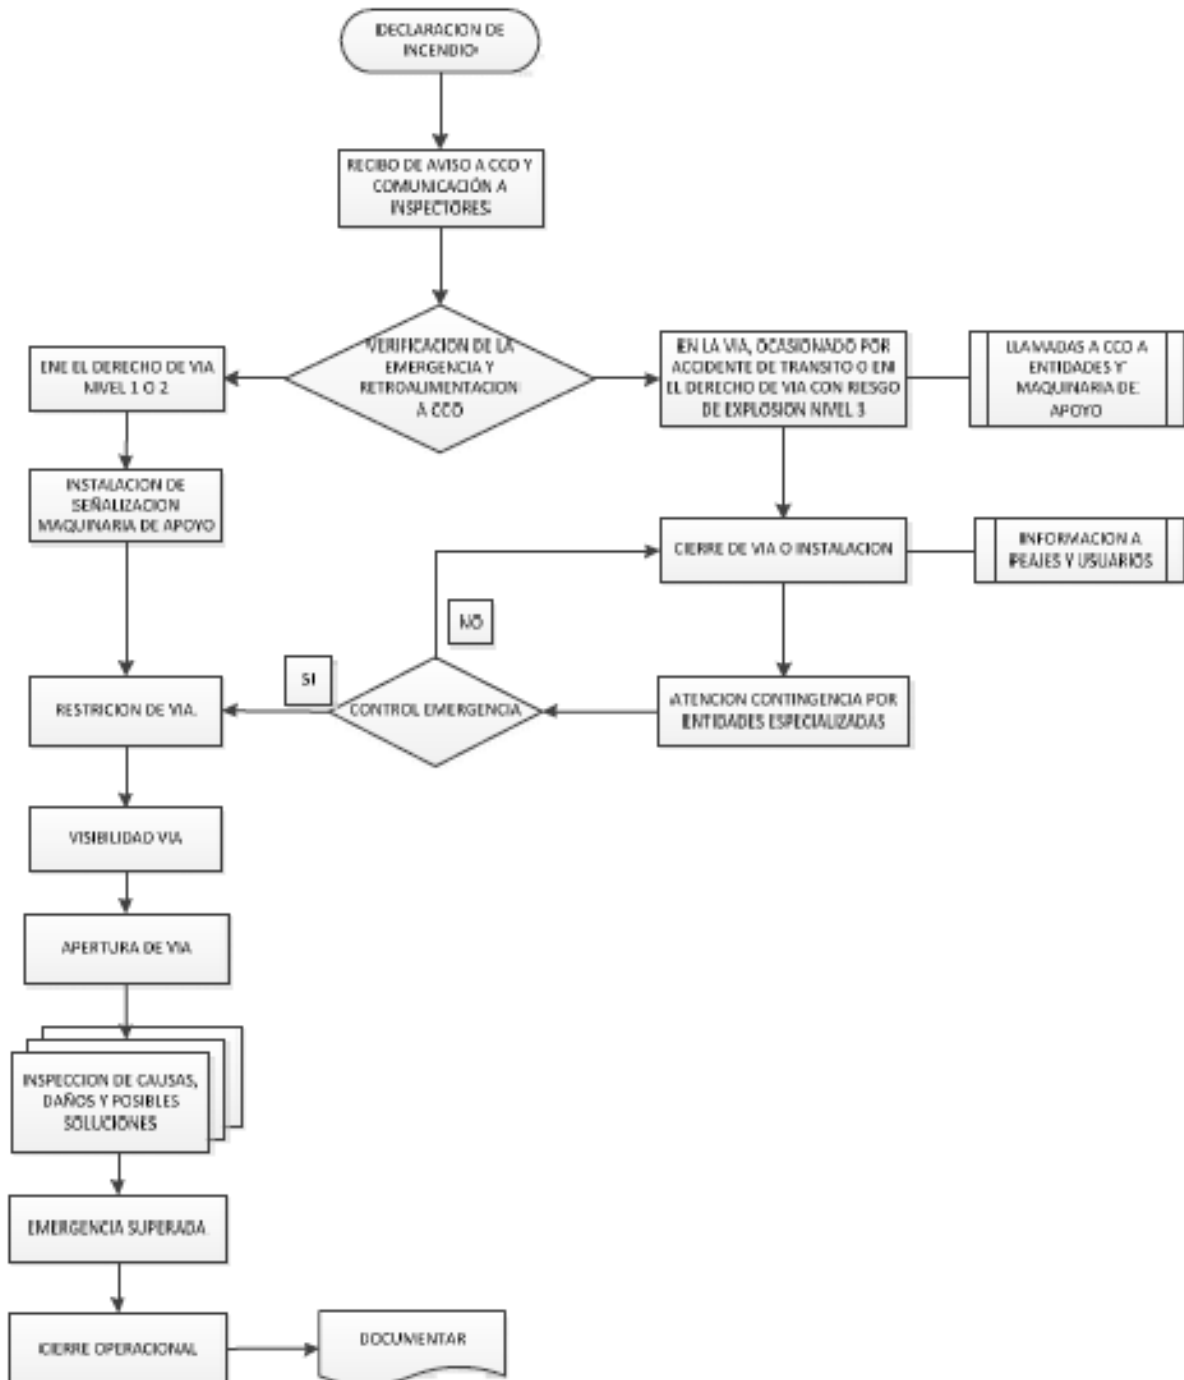 DECLARACION DE
INCENDIO
RECIBO DE AVISO A CCO Y
COMUNICACIÓN A
INSPECTORES
VERIFICACION DE LA
EMERGENCIA Y
RETROALIMENTACION
A CCO
ENE EL DERECHO DE VIA
NIVEL 1 O 2
EN LA VIA, OCASIONADO POR
ACCIDENTE DE TRANSITO O EN
EL DERECHO DE VIA CON RIESGO
DE EXPLOSION NIVEL 3
LLAMADAS A CCO A
ENTIDADES Y
MAQUINARIA DE
APOYO
INSTALACION DE
SEÑALIZACION
MAQUINARIA DE APOYO
CIERRE DE VIA O INSTALACION
INFORMACION A
PEAJES Y USUARIOS
NO
SI
RESTRICION DE VIA.
CONTROL EMERGENCIA
ATENCION CONTINGENCIA POR
ENTIDADES ESPECIALIZADAS
VISIBILIDAD VIA
APERTURA DE VIA
INSPECCION DE CAUSAS,
DAÑOS Y POSIBLES
SOLUCIONES
EMERGENCIA SUPERADA
CIERRE OPERACIONAL
DOCUMENTAR